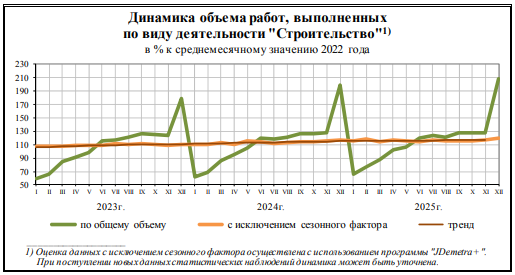 Динамика объема работ, выполненных
по виду деятельности "Строительство"1)
в % к среднемесячному значению 2022 года
230
210
190
170
150
130
110
90
70
50
I II III IV V VI VII VIII IX X XI XII I II III IV V VI VII VIII IX X XI XII I II III IV V VI VII VIII IX X XI XII
2023г. 2024г. 2025г.
по общему объему с исключением сезонного фактора тренд
1) Оценка данных с исключением сезонного фактора осуществлена с использованием программы "JDemetra+".
При поступлении новых данных статистических наблюдений динамика может быть уточнена.